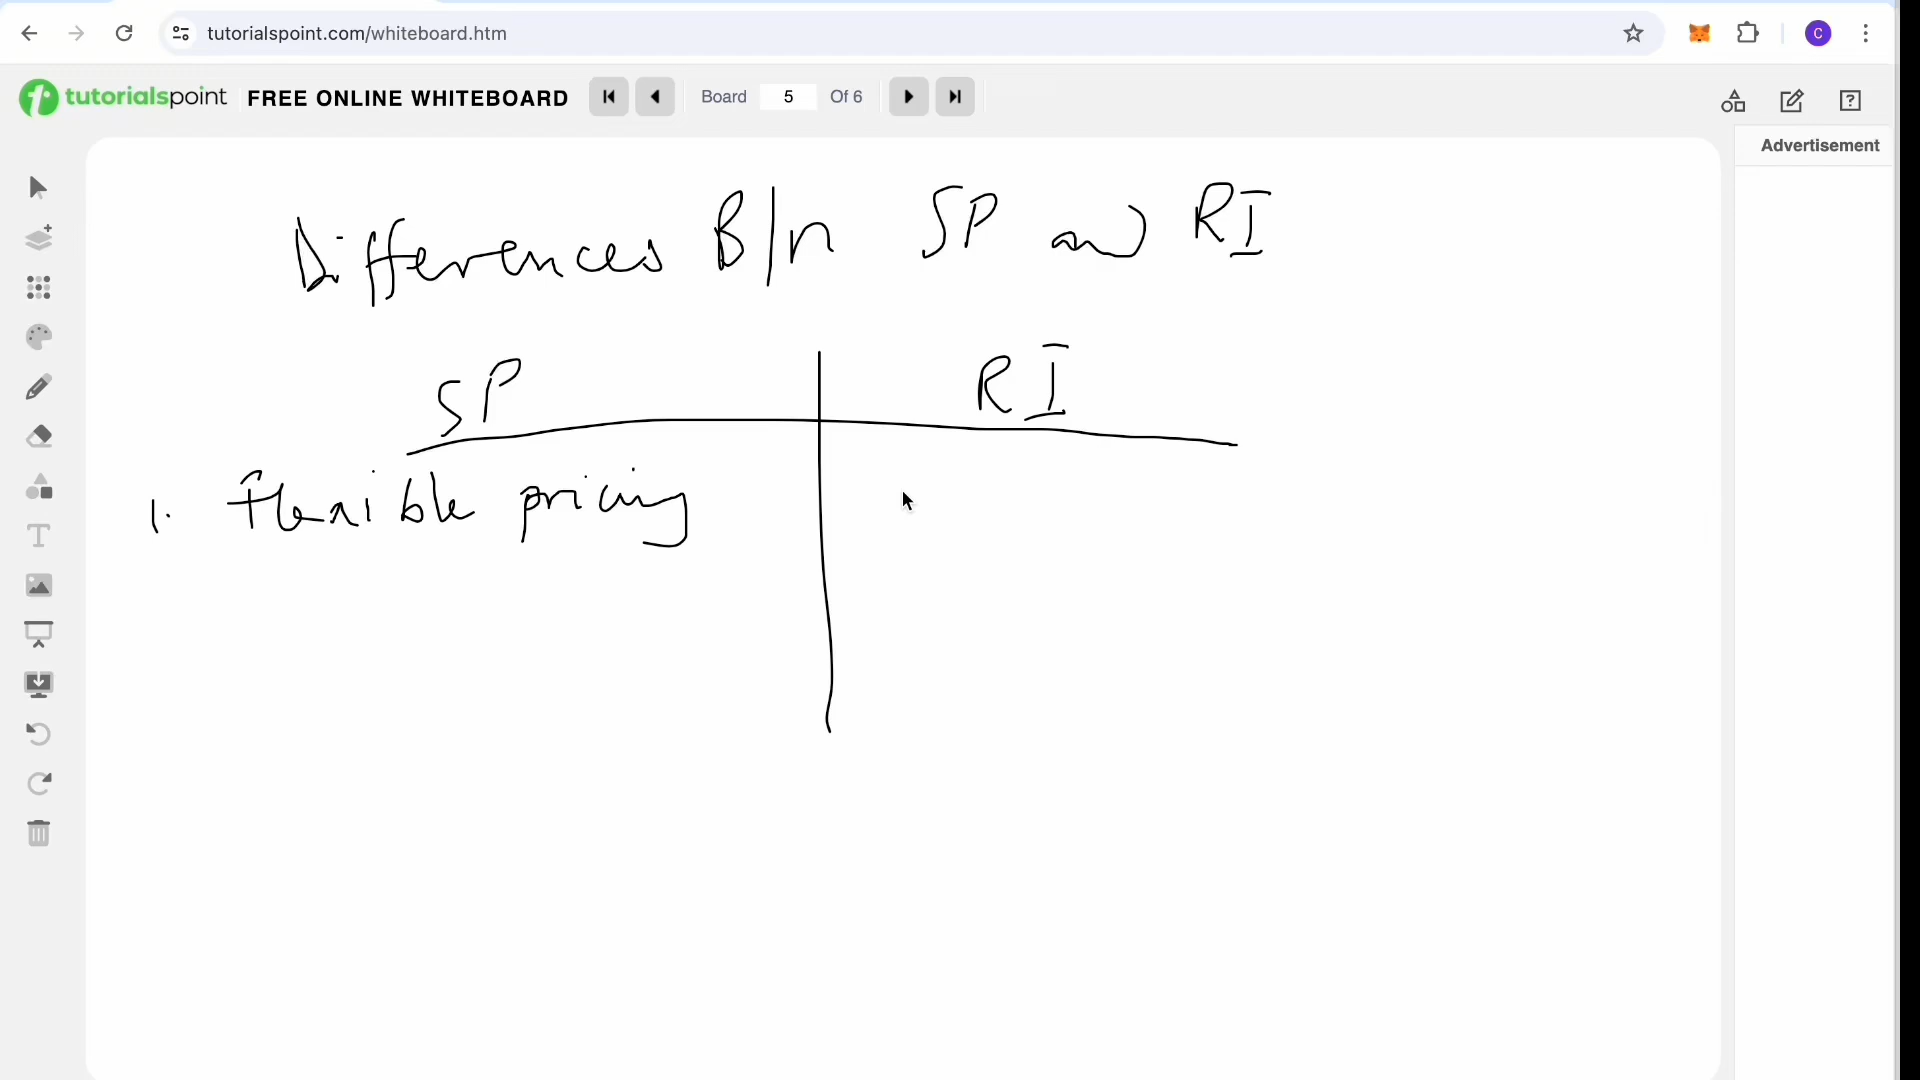 tutorialspoint.com/whiteboard.htm
C
tutorialspoint FREE ONLINE WHITEBOARD Board 5 Of 6
Advertisement
Differences B/n SP and RI
SP RI
1. flexible pricing